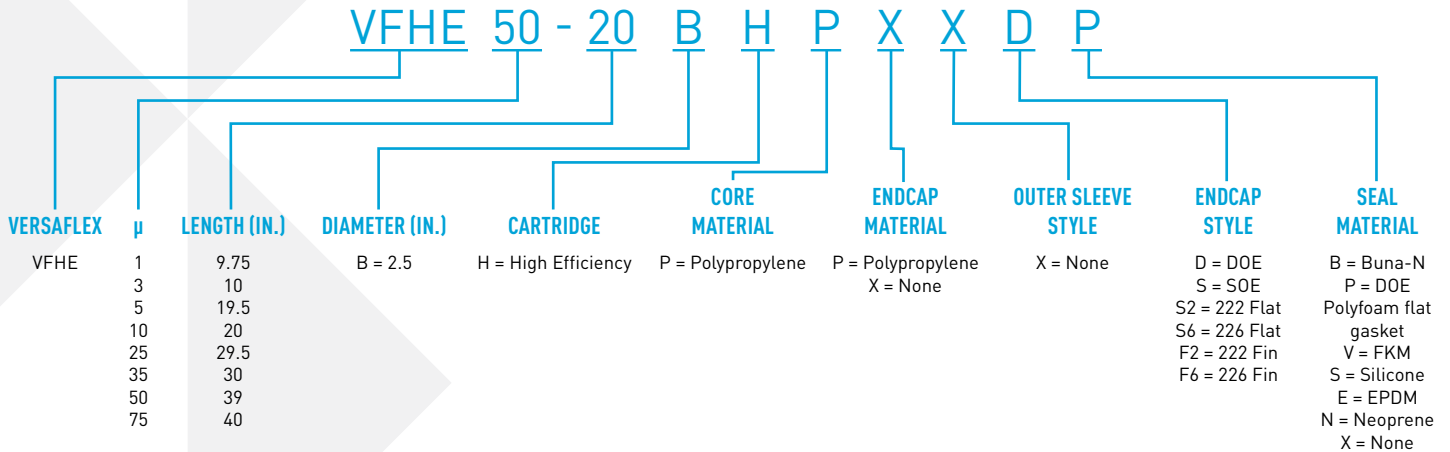 VFHE 50 - 20 B H P X X D P
VERSAFLEX
VFHE
µ
1
3
5
10
25
35
50
75
LENGTH (IN.)
9.75
10
19.5
20
29.5
30
39
40
DIAMETER (IN.)
B = 2.5
CARTRIDGE
H = High Efficiency
CORE
MATERIAL
P = Polypropylene
ENDCAP
MATERIAL
P = Polypropylene
X = None
OUTER SLEEVE
STYLE
X = None
ENDCAP
STYLE
D = DOE
S = SOE
S2 = 222 Flat
S6 = 226 Flat
F2 = 222 Fin
F6 = 226 Fin
SEAL
MATERIAL
B = Buna-N
P = DOE
Polyfoam flat
gasket
V = FKM
S = Silicone
E = EPDM
N = Neoprene
X = None